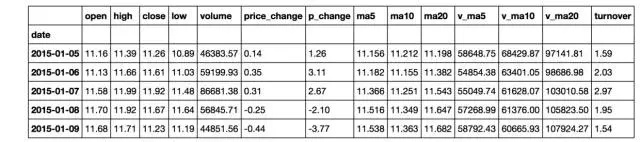 open high close low volume price_change p_change ma5 ma10 ma20 v_ma5 v_ma10 v_ma20 turnover
date
2015-01-05 11.16 11.39 11.26 10.89 46383.57 0.14 1.26 11.156 11.212 11.198 58648.75 68429.87 97141.81 1.59
2015-01-06 11.13 11.66 11.61 11.03 59199.93 0.35 3.11 11.182 11.155 11.382 54854.38 63401.05 98686.98 2.03
2015-01-07 11.58 11.99 11.92 11.48 86681.38 0.31 2.67 11.366 11.251 11.543 55049.74 61628.07 103010.58 2.97
2015-01-08 11.70 11.92 11.67 11.64 56845.71 -0.25 -2.10 11.516 11.349 11.647 57268.99 61376.00 105823.50 1.95
2015-01-09 11.68 11.71 11.23 11.19 44851.56 -0.44 -3.77 11.538 11.363 11.682 58792.43 60665.93 107924.27 1.54